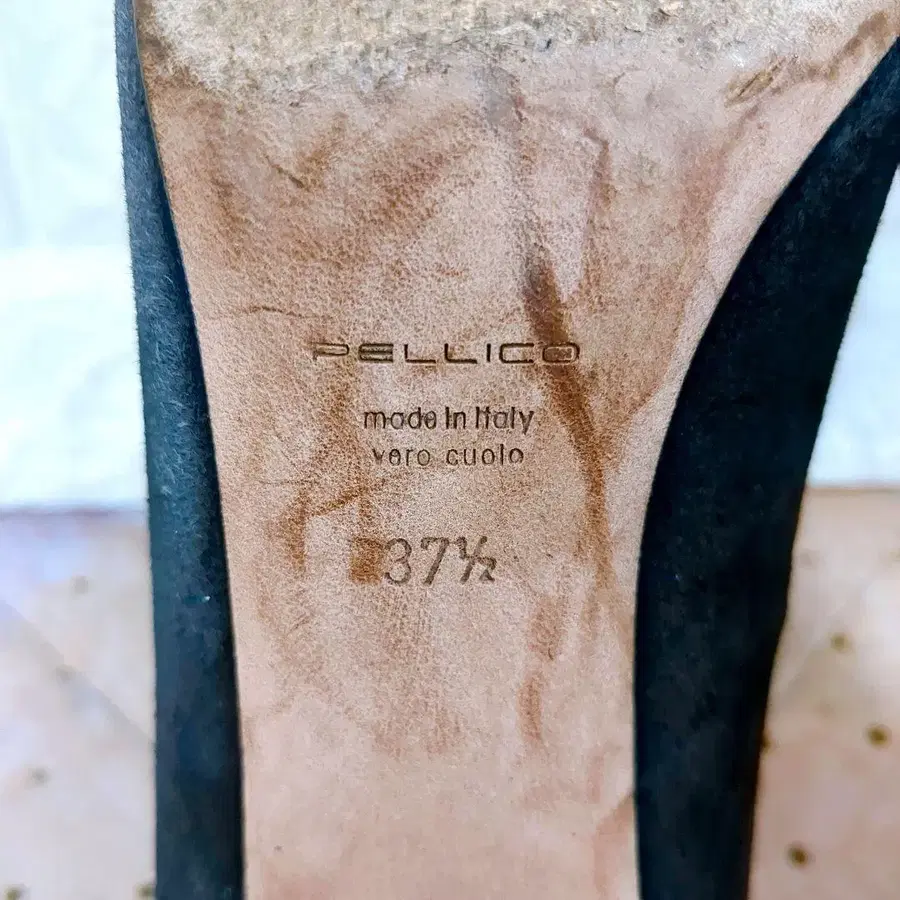 PELLICO
made in Italy
vero cuoio
37½